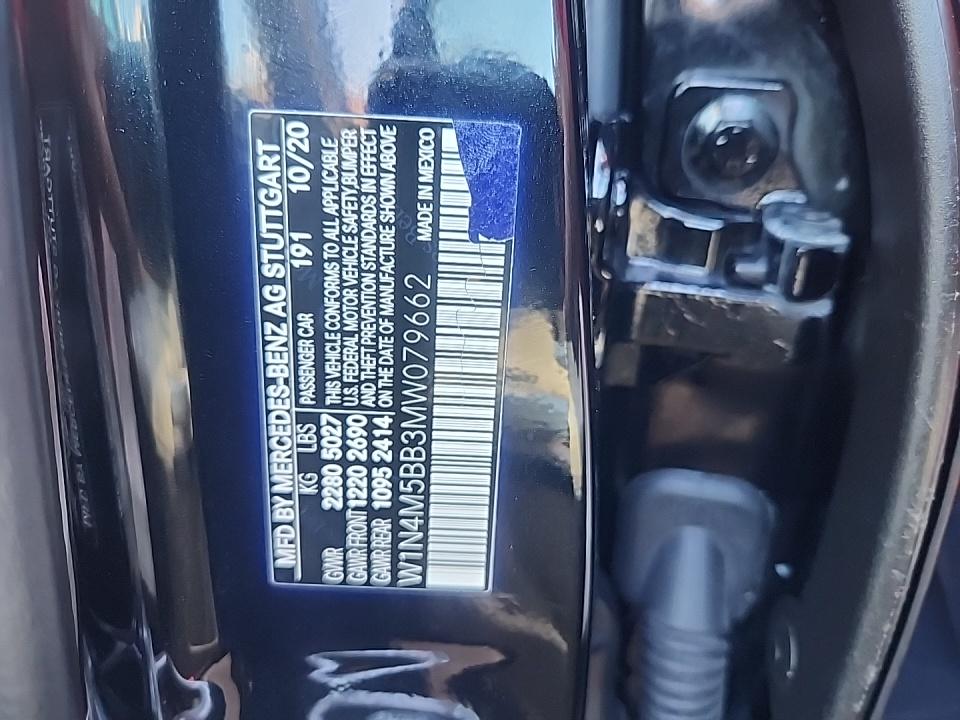 MFD BY MERCEDES-BENZ AG STUTTGART
KG LBS PASSENGER CAR 191 10/20
GVWR 2280 5027 THIS VEHICLE CONFORMS TO ALL APPLICABLE
GAWR FRONT 1220 2690 U.S. FEDERAL MOTOR VEHICLE SAFETY, BUMPER
GAWR REAR 1095 2414 AND THEFT PREVENTION STANDARDS IN EFFECT
ON THE DATE OF MANUFACTURE SHOWN ABOVE
W1N4M5BB3MW079662 MADE IN MEXICO